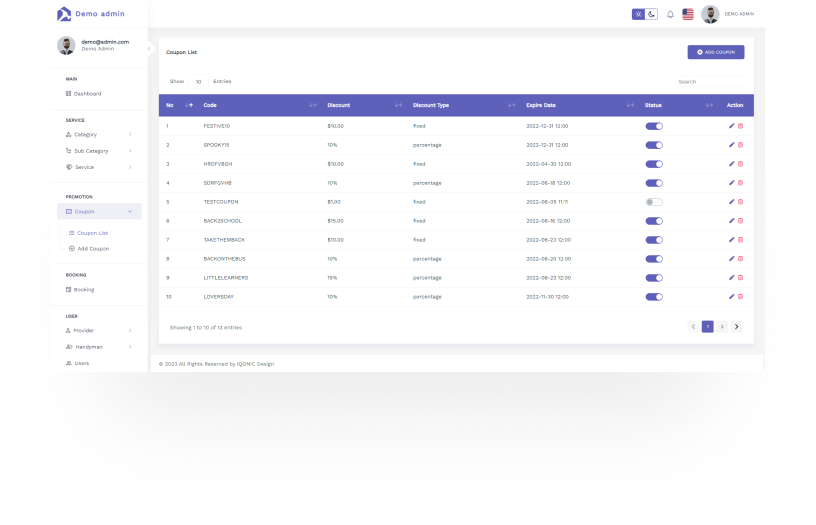 Demo admin
DEMO ADMIN
demo@admin.com
Demo Admin
MAIN
Dashboard
SERVICE
Category
Sub Category
Service
PROMOTION
Coupon
Coupon List
Add Coupon
BOOKING
Booking
USER
Provider
Handyman
Users
Coupon List
ADD COUPON
Show 10 Entries
Search
No Code Discount Discount Type Expire Date Status Action
1 FESTIVE10 $10.00 fixed 2022-12-31 12:00
2 SPOOKY15 10% percentage 2022-12-31 12:00
3 HRDFVBGH $10.00 fixed 2022-04-30 12:00
4 SDRFGVHB 10% percentage 2022-06-18 12:00
5 TESTCOUPON $1.00 fixed 2022-06-05 11:11
6 BACK2SCHOOL $15.00 fixed 2022-06-16 12:00
7 TAKETHEMBACK $10.00 fixed 2022-06-23 12:00
8 BACKONTHEBUS 10% percentage 2022-06-20 12:00
9 LITTLELEARNERS 15% percentage 2022-06-23 12:00
10 LOVERSDAY 10% percentage 2022-11-30 12:00
Showing 1 to 10 of 13 entries
1 2
© 2023 All Rights Reserved by IQONIC Design